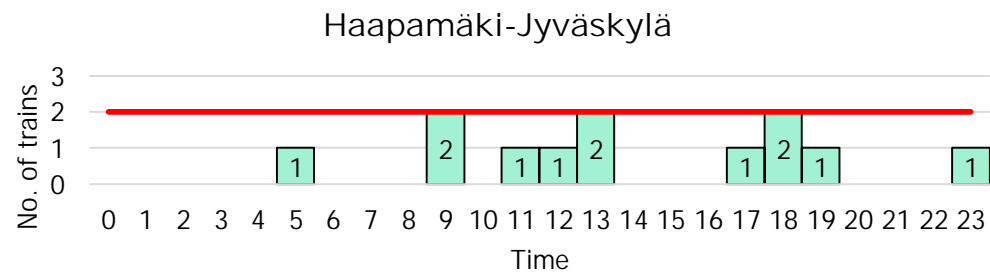 Haapamäki-Jyväskylä
No. of trains
3
2
1
0
1 2 1 1 2 1 2 1 1
0 1 2 3 4 5 6 7 8 9 10 11 12 13 14 15 16 17 18 19 20 21 22 23
Time